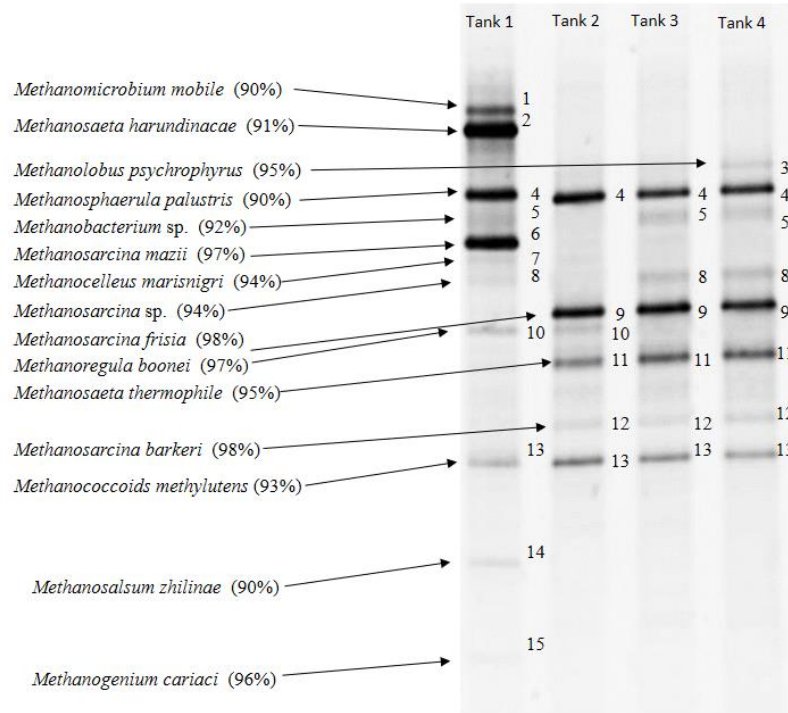 Tank 1 Tank 2 Tank 3 Tank 4
Methanomicrobium mobile (90%)
1
Methanosaeta harundinacae (91%)
2
Methanolobus psychrophyrus (95%)
3
Methanosphaerula palustris (90%)
4 4 4 4
Methanobacterium sp. (92%)
5 5 5
Methanosarcina mazii (97%)
6
Methanocelleus marisnigri (94%)
7
8 8 8
Methanosarcina sp. (94%)
Methanosarcina frisia (98%)
9 9 9
Methanoregula boonei (97%)
10 10
Methanosaeta thermophile (95%)
11 11 11
Methanosarcina barkeri (98%)
12 12 12
13 13 13 13
Methanococcoids methylutens (93%)
14
Methanosalsum zhilinae (90%)
15
Methanogenium cariaci (96%)